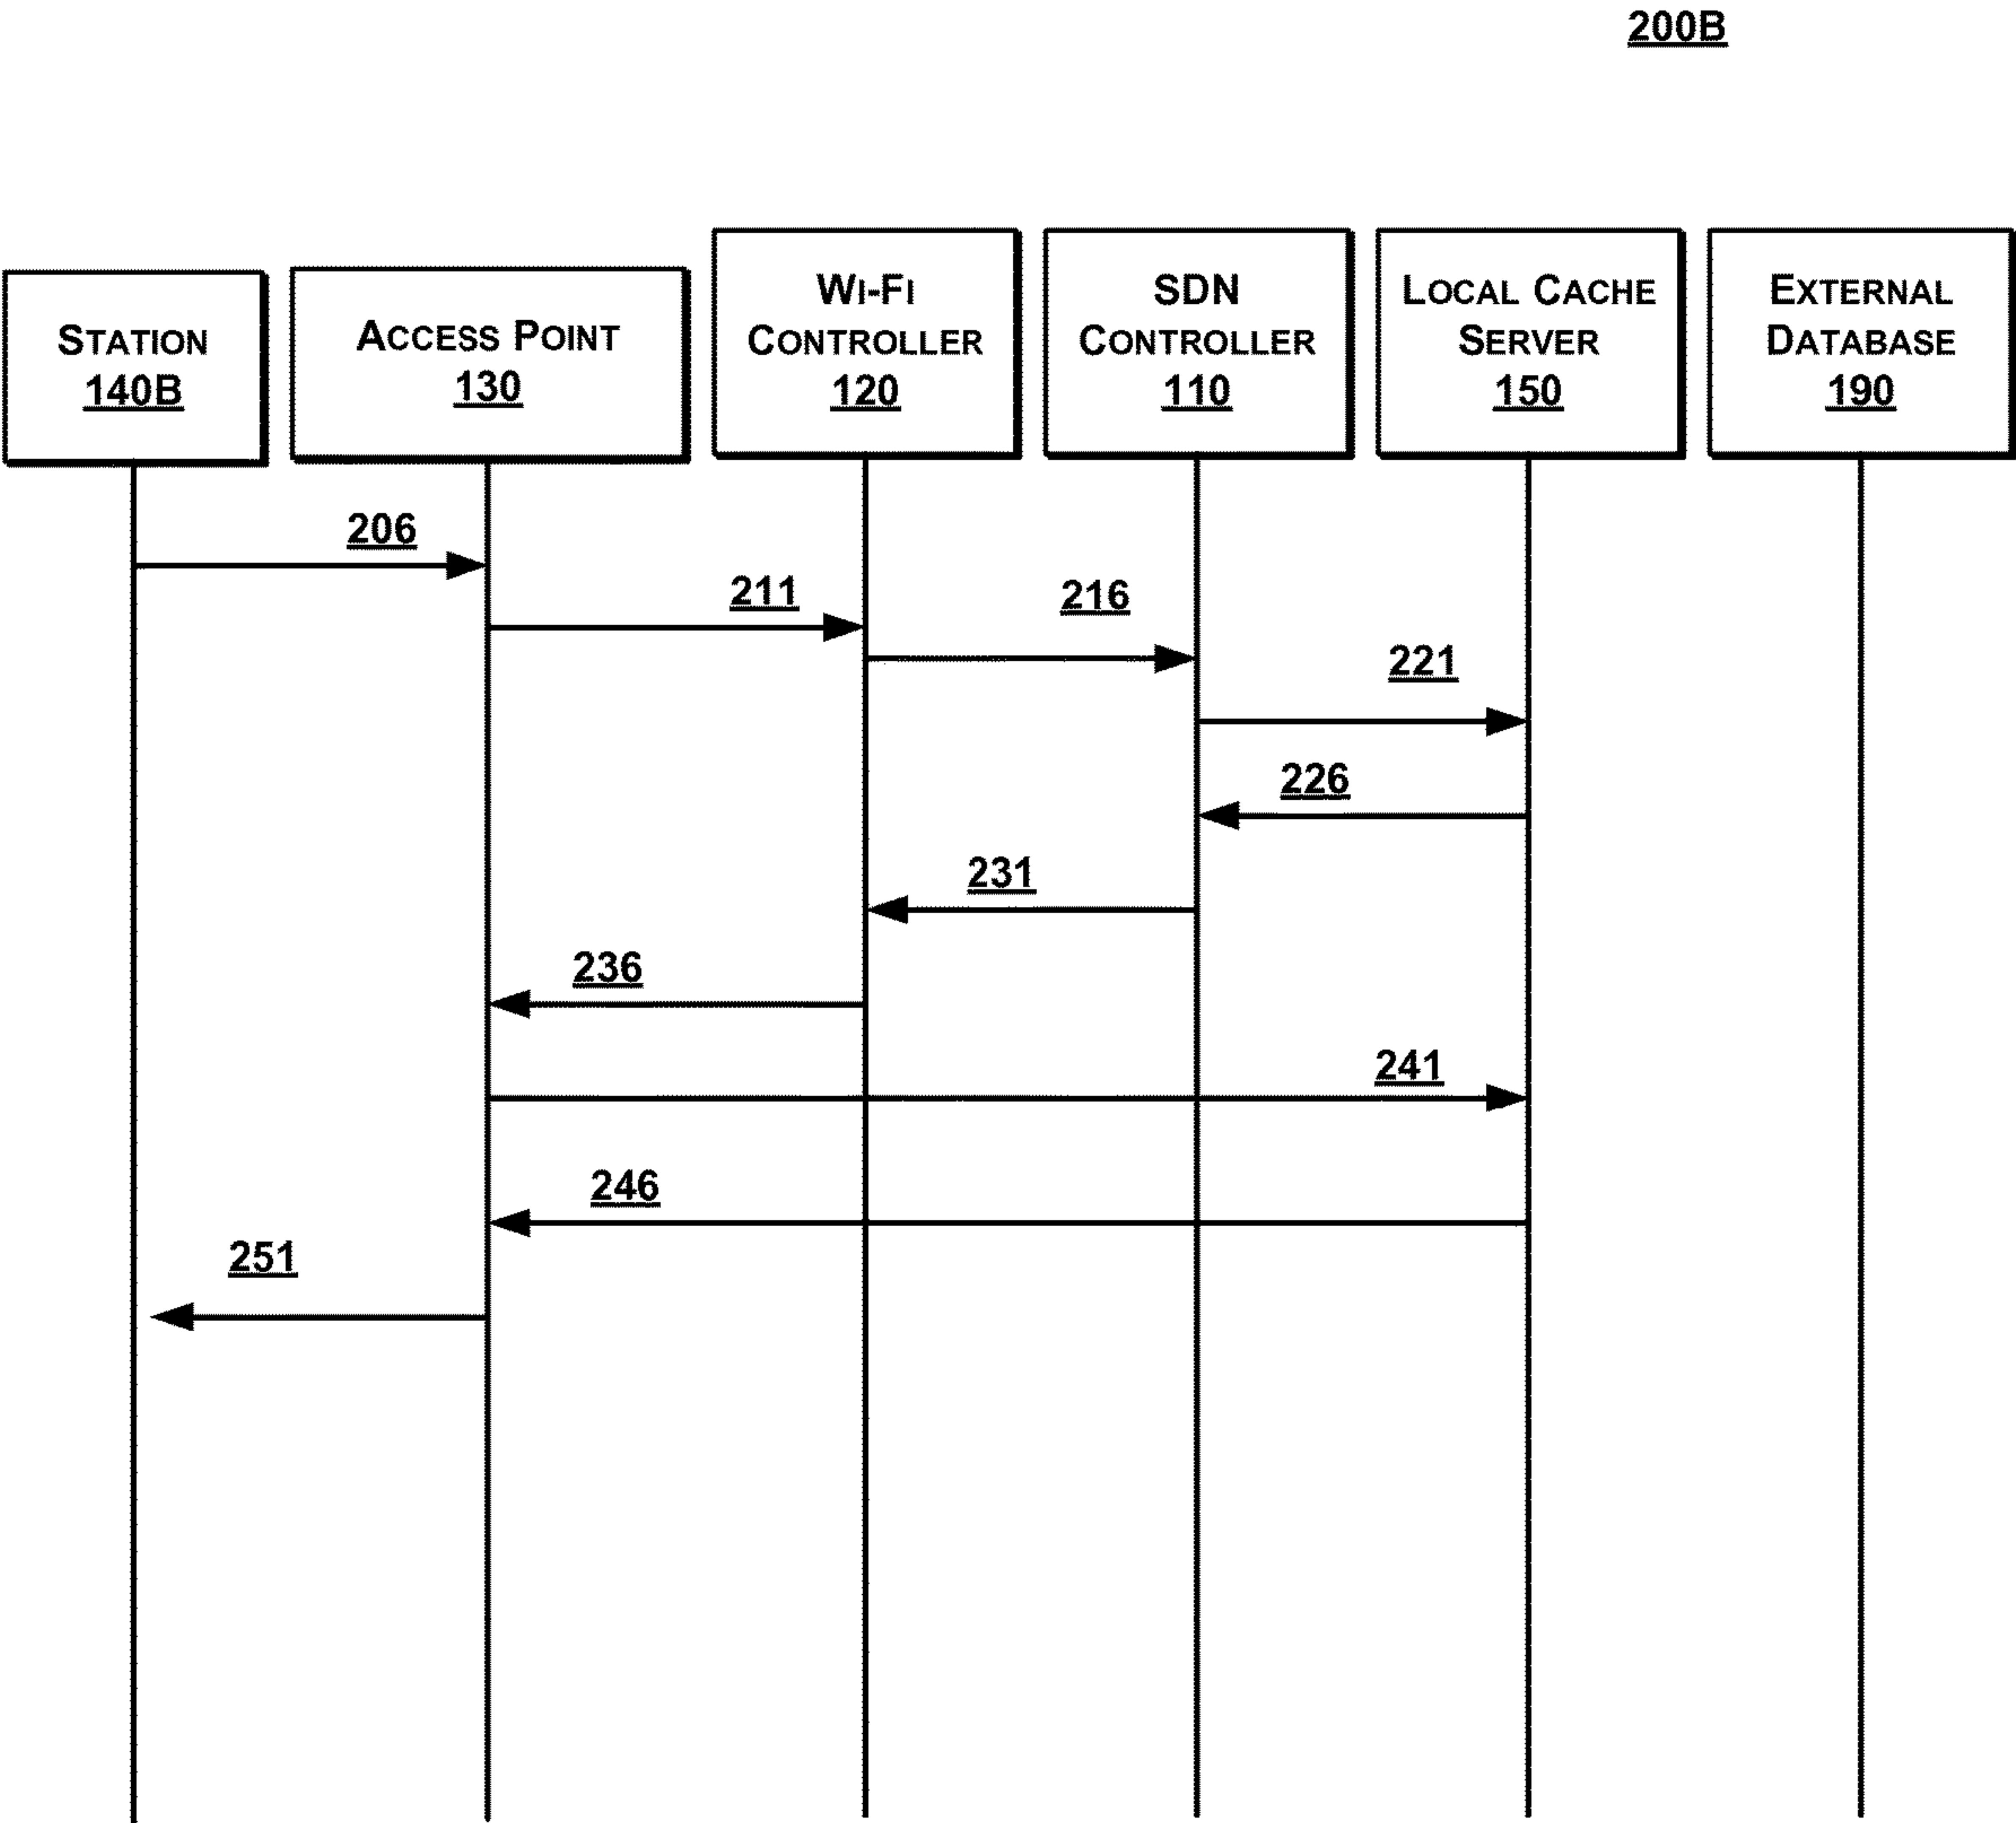 200B
STATION
140B
ACCESS POINT
130
WI-FI
CONTROLLER
120
SDN
CONTROLLER
110
LOCAL CACHE
SERVER
150
EXTERNAL
DATABASE
190
206
211
216
221
226
231
236
241
246
251